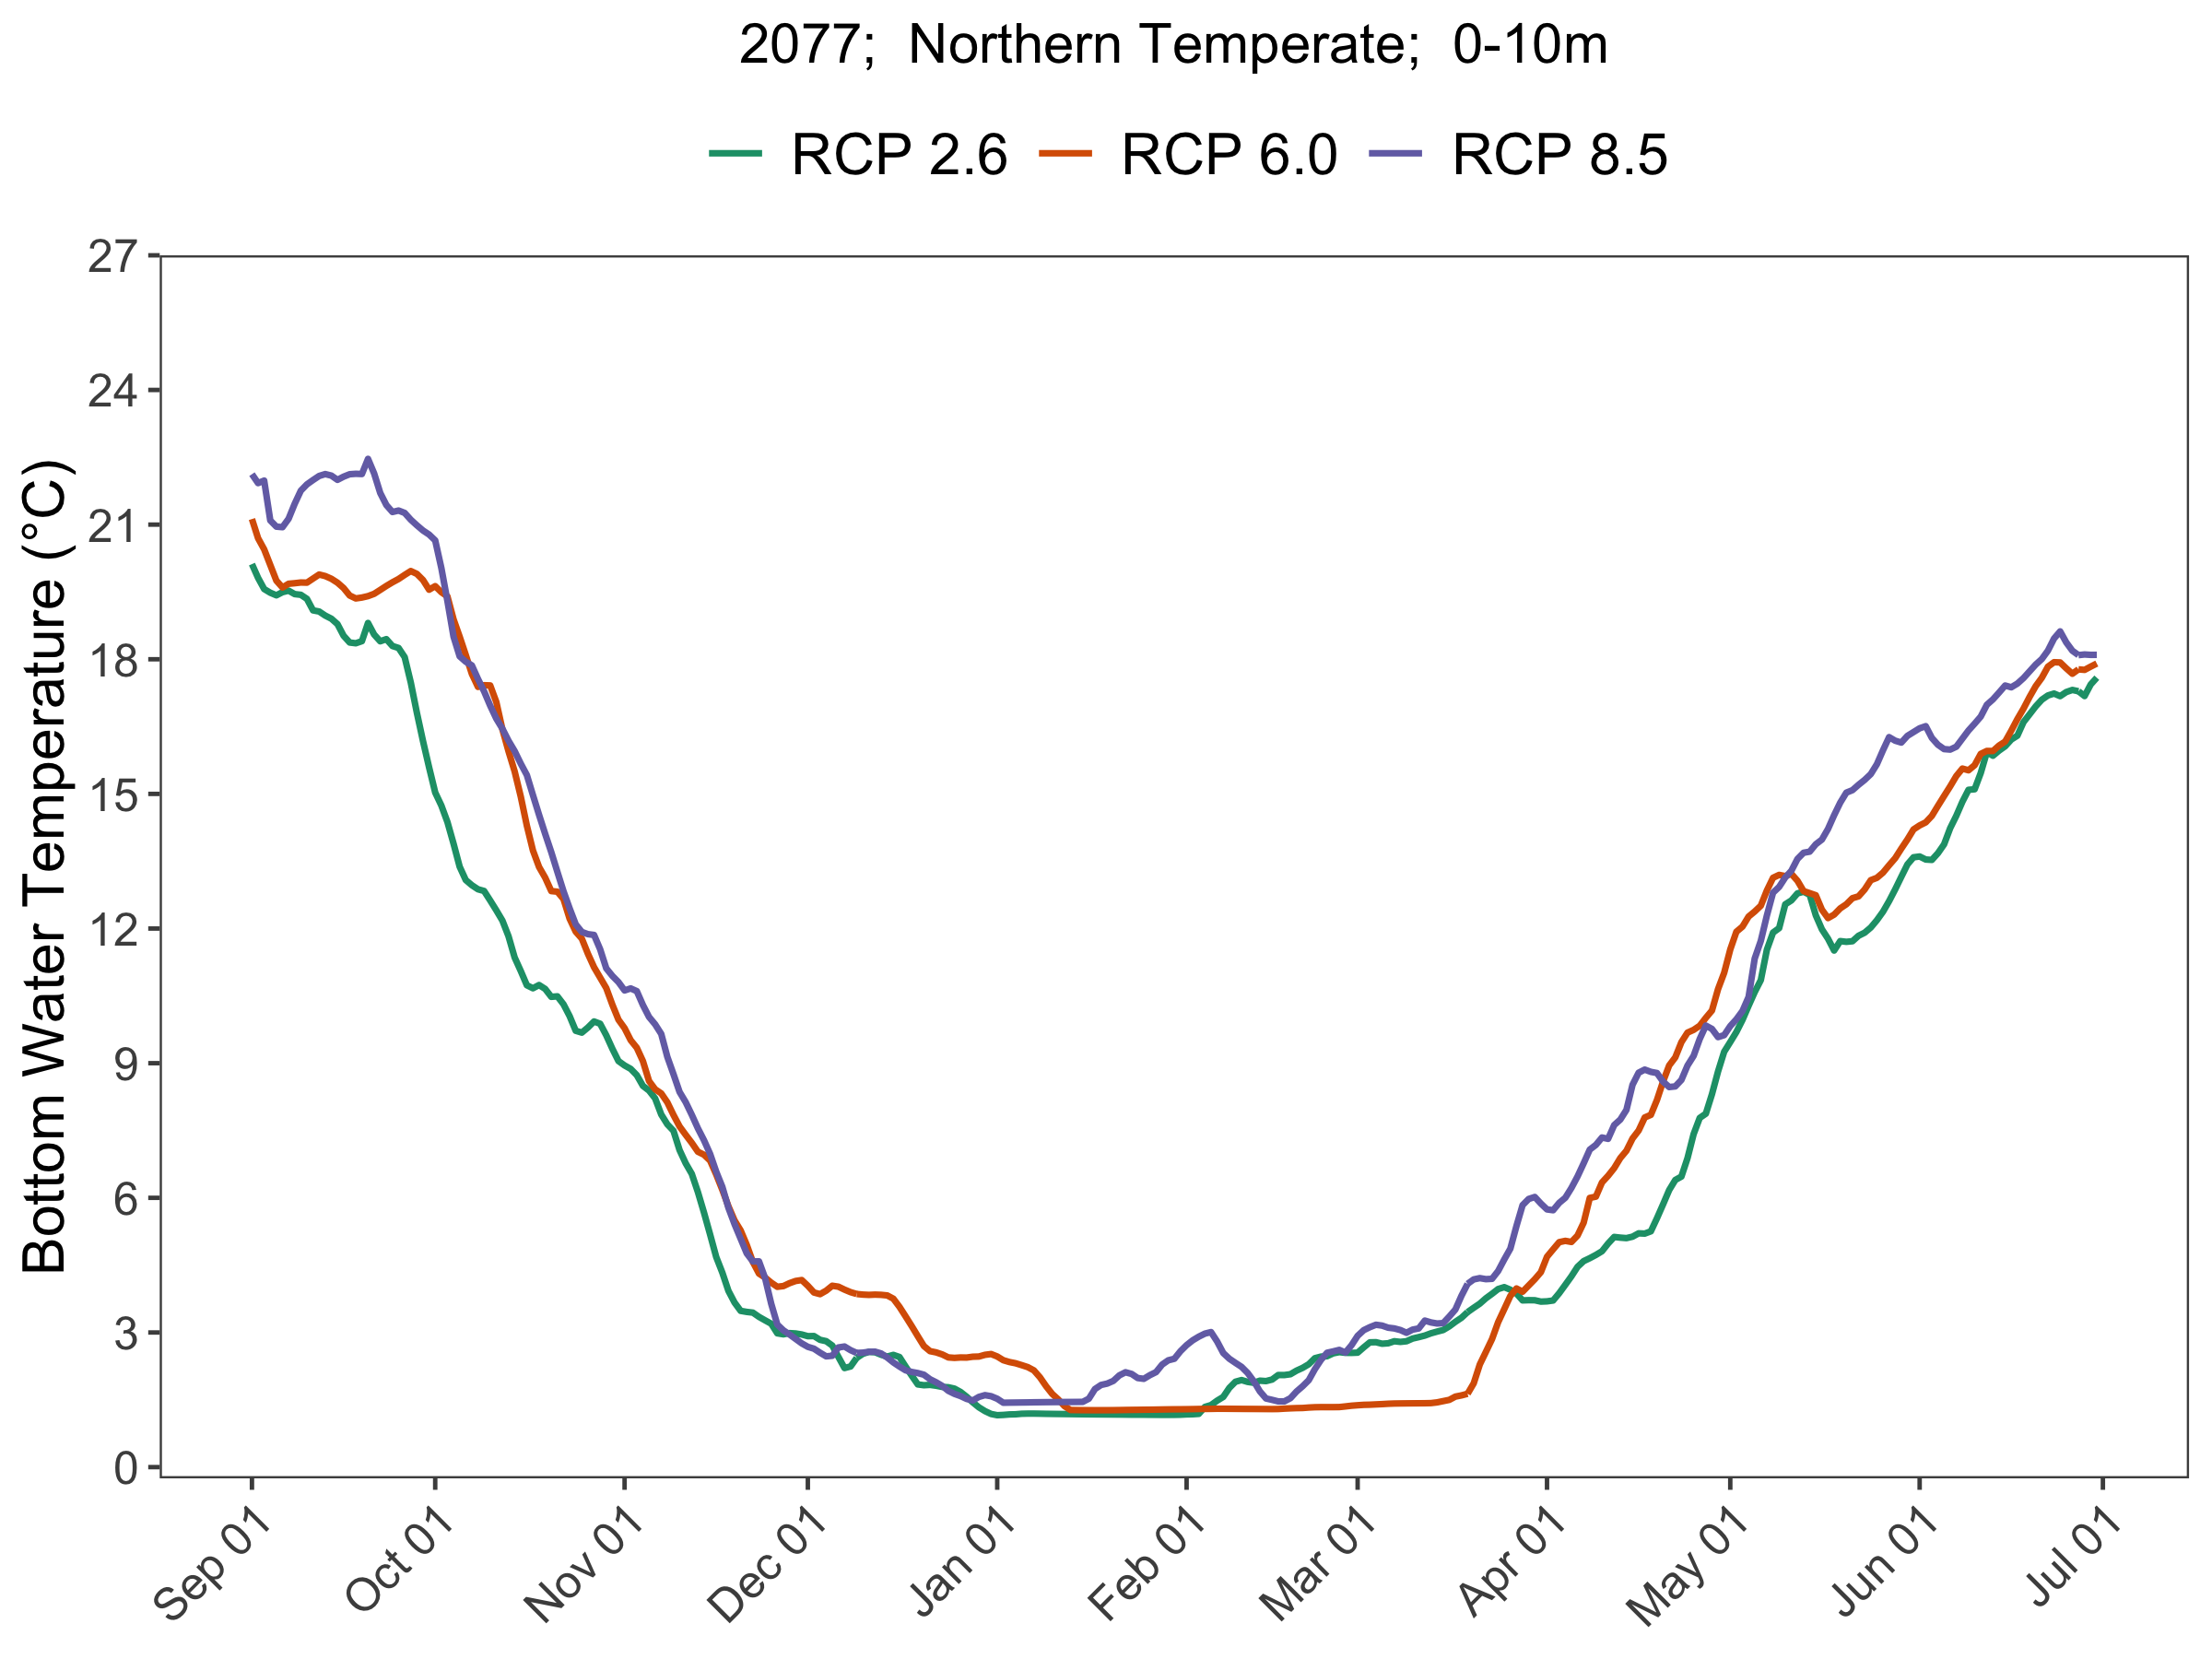 2077;  Northern Temperate;  0-10m
RCP 2.6 RCP 6.0 RCP 8.5
Bottom Water Temperature (°C)
27
24
21
18
15
12
9
6
3
0
Sep 01 Oct 01 Nov 01 Dec 01 Jan 01 Feb 01 Mar 01 Apr 01 May 01 Jun 01 Jul 01